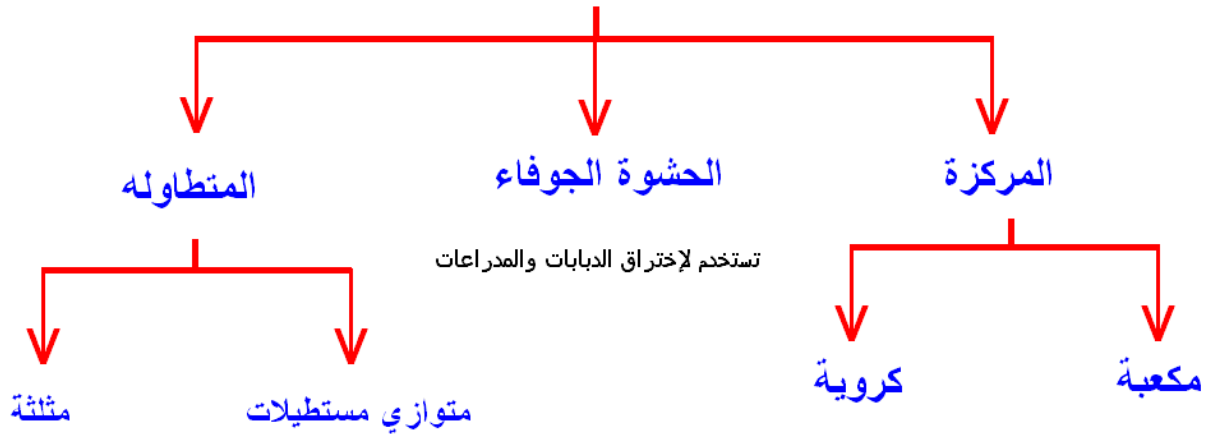 المركزة
الحشوة الجوفاء
المتطاوله
تستخدم لإختراق الدبابات والمدراعات
مكعبة
كروية
متوازي مستطيلات
مثلثة